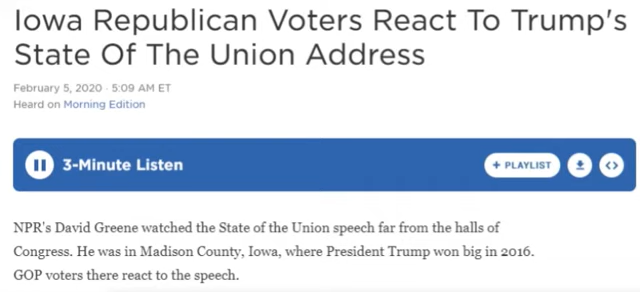 Iowa Republican Voters React To Trump's
State Of The Union Address
February 5, 2020 · 5:09 AM ET
Heard on Morning Edition
3-Minute Listen
+ PLAYLIST
NPR's David Greene watched the State of the Union speech far from the halls of
Congress. He was in Madison County, Iowa, where President Trump won big in 2016.
GOP voters there react to the speech.